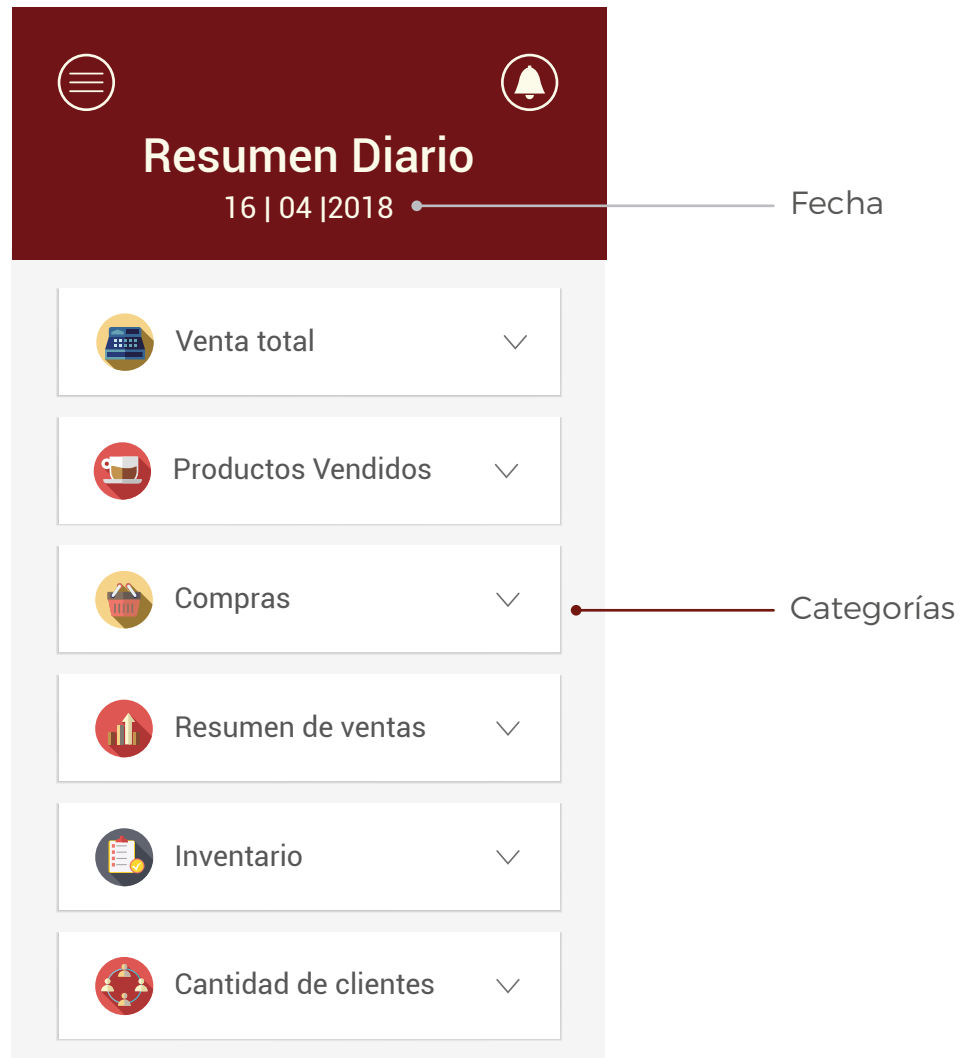 Resumen Diario
16 | 04 |2018
Fecha
Venta total
Productos Vendidos
Compras
Categorías
Resumen de ventas
Inventario
Cantidad de clientes